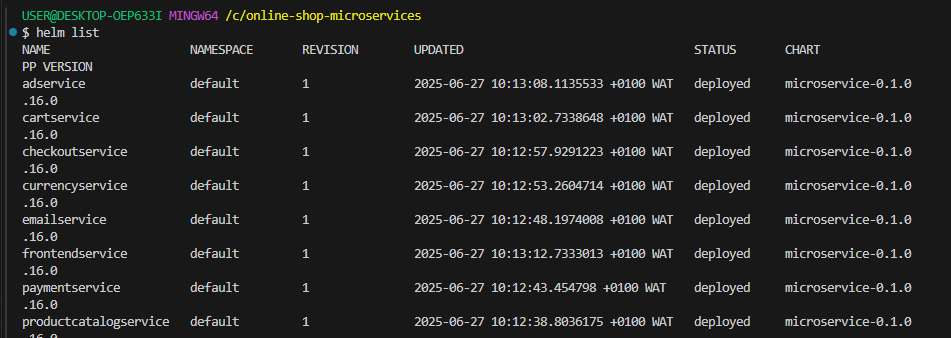 USER@DESKTOP-OEP633I MINGW64 /c/online-shop-microservices
$ helm list
NAME NAMESPACE REVISION UPDATED STATUS CHART
PP VERSION
adservice default 1 2025-06-27 10:13:08.1135533 +0100 WAT deployed microservice-0.1.0
.16.0
cartservice default 1 2025-06-27 10:13:02.7338648 +0100 WAT deployed microservice-0.1.0
.16.0
checkoutservice default 1 2025-06-27 10:12:57.9291223 +0100 WAT deployed microservice-0.1.0
.16.0
currencyservice default 1 2025-06-27 10:12:53.2604714 +0100 WAT deployed microservice-0.1.0
.16.0
emailservice default 1 2025-06-27 10:12:48.1974008 +0100 WAT deployed microservice-0.1.0
.16.0
frontendservice default 1 2025-06-27 10:13:12.7333013 +0100 WAT deployed microservice-0.1.0
.16.0
paymentservice default 1 2025-06-27 10:12:43.454798 +0100 WAT deployed microservice-0.1.0
.16.0
productcatalogservice default 1 2025-06-27 10:12:38.8036175 +0100 WAT deployed microservice-0.1.0
.16.0